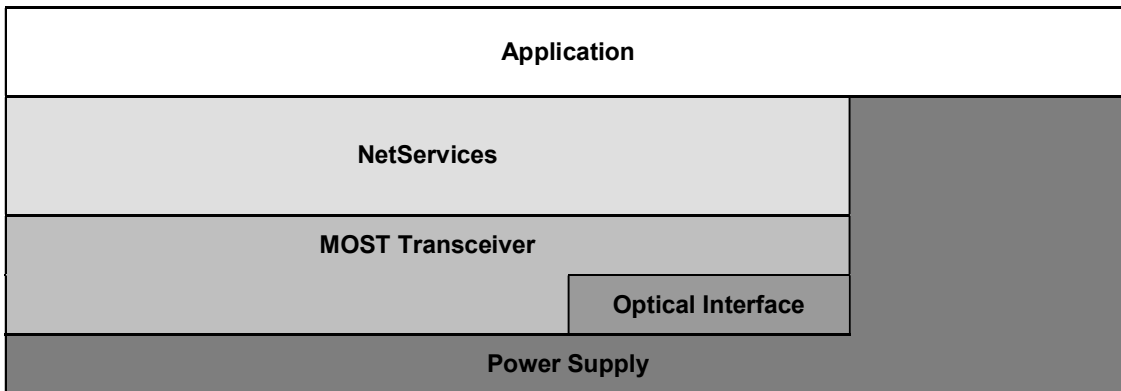 Application
NetServices
MOST Transceiver
Optical Interface
Power Supply